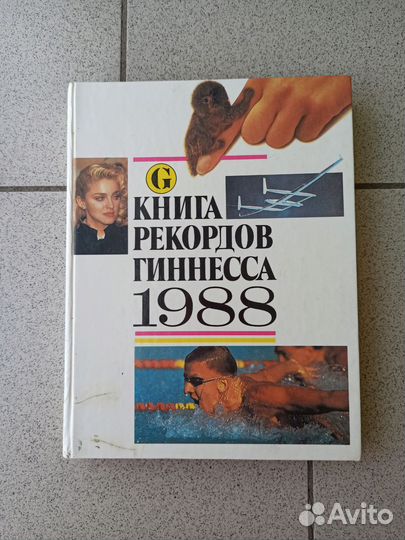 G
КНИГА
РЕКОРДОВ
ГИННЕССА
1988
Avito